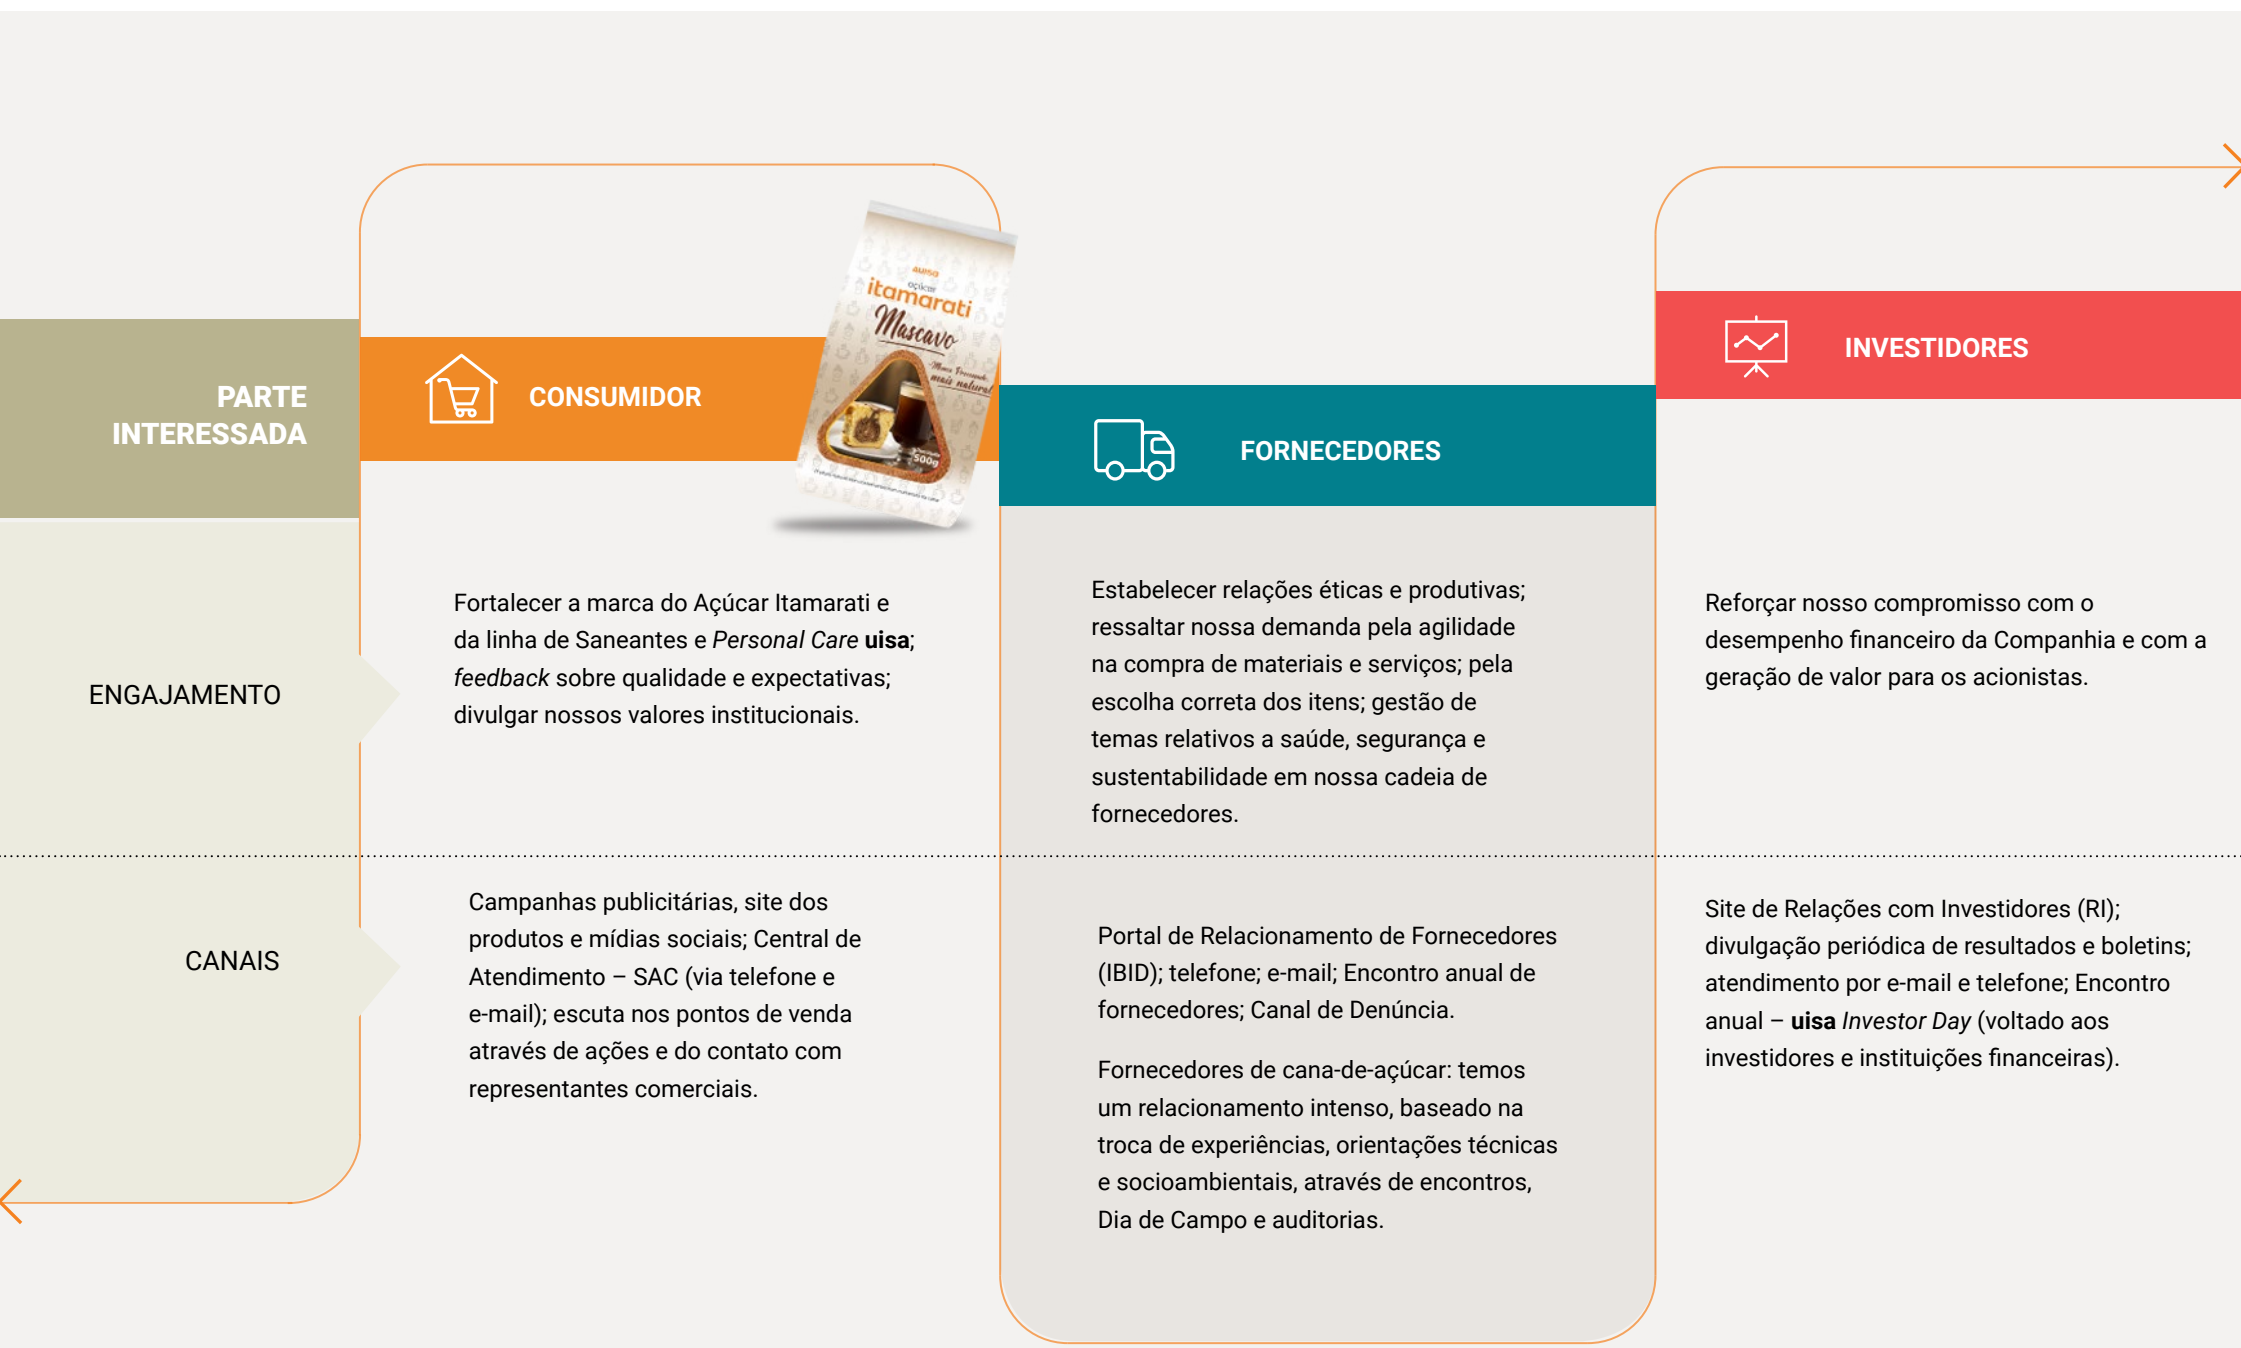 PARTE
INTERESSADA
CONSUMIDOR
uisa
açúcar
itamarati
Mascavo
mais natural
500g
FORNECEDORES
INVESTIDORES
ENGAJAMENTO
Fortalecer a marca do Açúcar Itamarati e
da linha de Saneantes e Personal Care uisa;
feedback sobre qualidade e expectativas;
divulgar nossos valores institucionais.
Estabelecer relações éticas e produtivas;
ressaltar nossa demanda pela agilidade
na compra de materiais e serviços; pela
escolha correta dos itens; gestão de
temas relativos a saúde, segurança e
sustentabilidade em nossa cadeia de
fornecedores.
Reforçar nosso compromisso com o
desempenho financeiro da Companhia e com a
geração de valor para os acionistas.
CANAIS
Campanhas publicitárias, site dos
produtos e mídias sociais; Central de
Atendimento – SAC (via telefone e
e-mail); escuta nos pontos de venda
através de ações e do contato com
representantes comerciais.
Portal de Relacionamento de Fornecedores
(IBID); telefone; e-mail; Encontro anual de
fornecedores; Canal de Denúncia.
Fornecedores de cana-de-açúcar: temos
um relacionamento intenso, baseado na
troca de experiências, orientações técnicas
e socioambientais, através de encontros,
Dia de Campo e auditorias.
Site de Relações com Investidores (RI);
divulgação periódica de resultados e boletins;
atendimento por e-mail e telefone; Encontro
anual – uisa Investor Day (voltado aos
investidores e instituições financeiras).